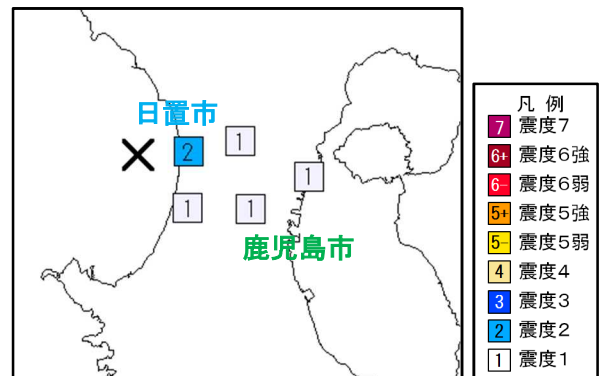 日置市
1
2
1
1
1
鹿児島市
凡例
7 震度7
6+ 震度6強
6- 震度6弱
5+ 震度5強
5- 震度5弱
4 震度4
3 震度3
2 震度2
1 震度1